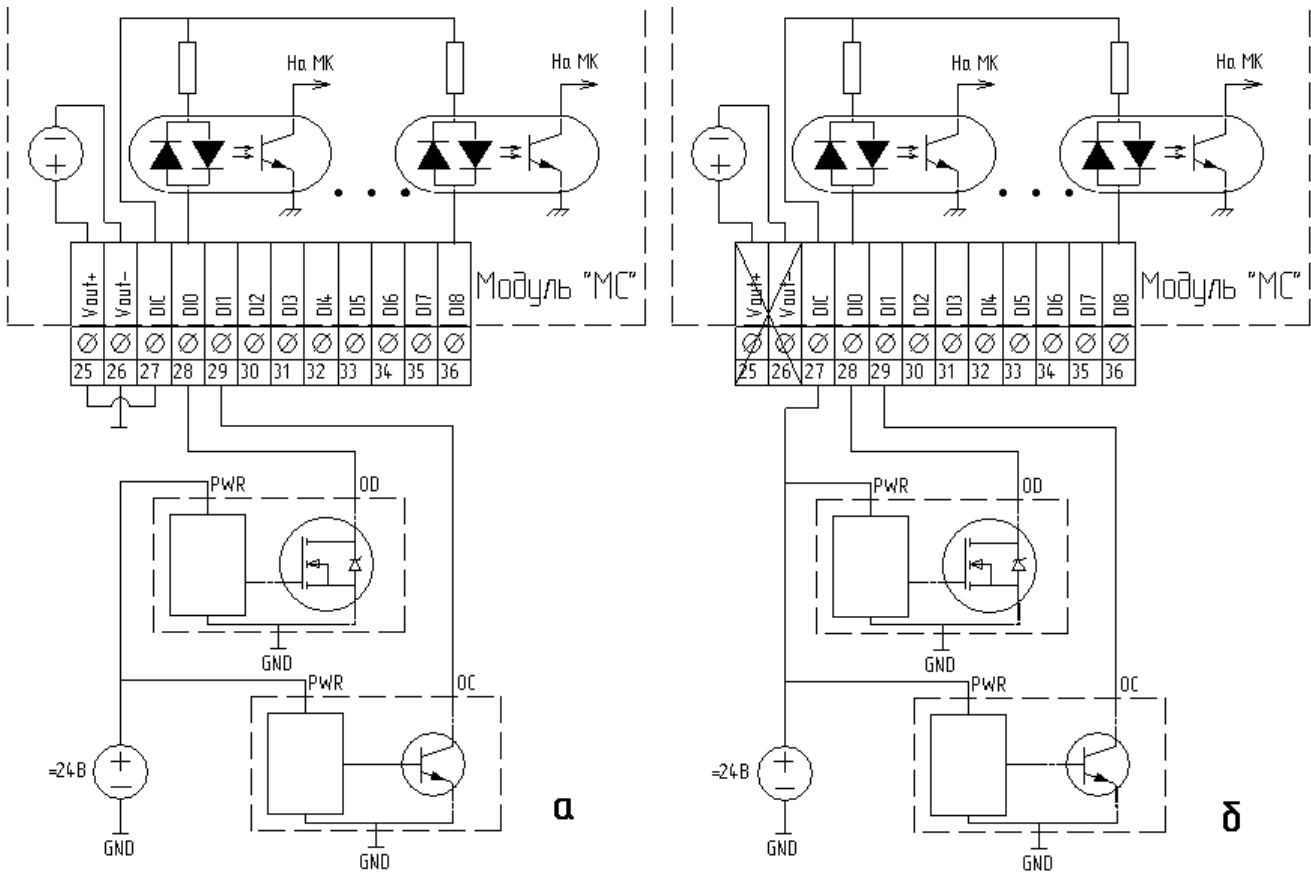 На МК
На МК
На МК
На МК
Vout+
Vout-
DIC
DI0
DI1
DI2
DI3
DI4
DI5
DI6
DI7
DI8
Модуль "МС"
Vout+
Vout-
DIC
DI0
DI1
DI2
DI3
DI4
DI5
DI6
DI7
DI8
Модуль "МС"
25 26 27 28 29 30 31 32 33 34 35 36
25 26 27 28 29 30 31 32 33 34 35 36
PWR
OD
PWR
OD
GND
GND
PWR
OC
PWR
OC
+
=24В
–
GND
GND
а
+
=24В
–
GND
GND
б